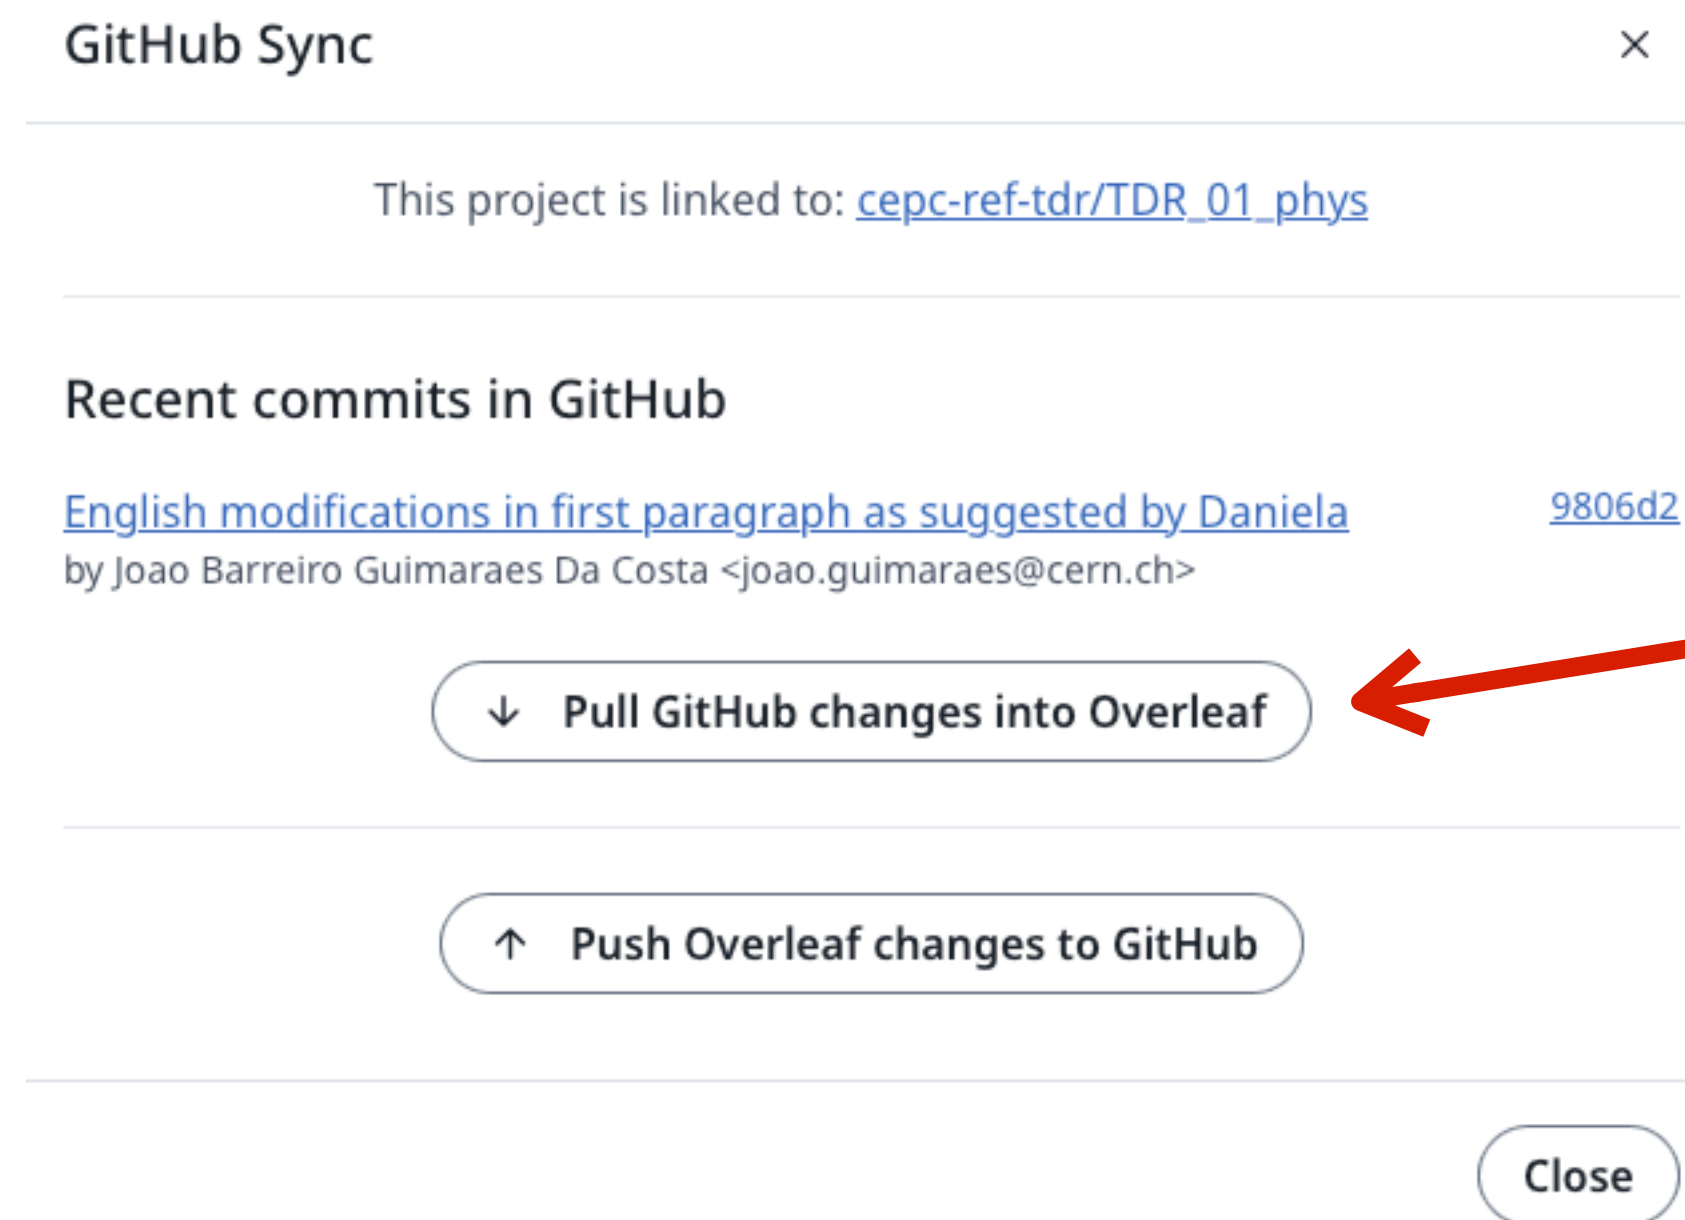 GitHub Sync
This project is linked to: cepc-ref-tdr/TDR_01_phys
Recent commits in GitHub
English modifications in first paragraph as suggested by Daniela 9806d2
by Joao Barreiro Guimaraes Da Costa <joao.guimaraes@cern.ch>
↓ Pull GitHub changes into Overleaf
↑ Push Overleaf changes to GitHub
Close